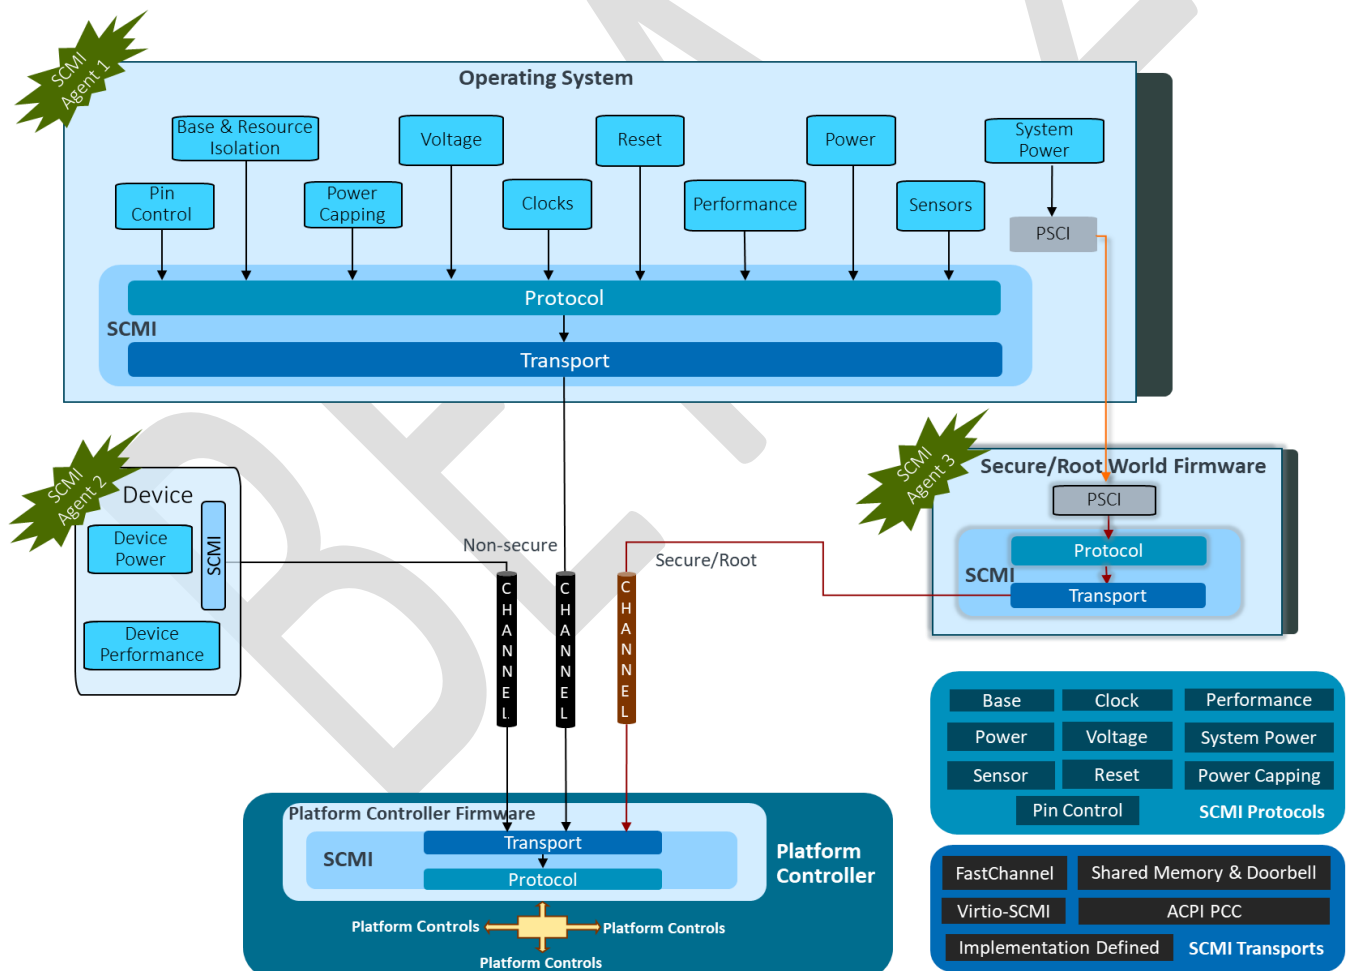 SCMI
Agent 1
Operating System
Base & Resource
Isolation
Voltage
Reset
Power
System
Power
Pin
Control
Power
Capping
Clocks
Performance
Sensors
PSCI
Protocol
SCMI
Transport
SCMI
Agent 2
Device
Device
Power
SCMI
Device
Performance
Non-secure
Secure/Root
CHANNEL
CHANNEL
CHANNEL
SCMI
Agent 3
Secure/Root World Firmware
PSCI
Protocol
SCMI
Transport
Platform Controller Firmware
Transport
SCMI
Protocol
Platform
Controller
Platform Controls
Platform Controls
Platform Controls
Base
Clock
Performance
Power
Voltage
System Power
Sensor
Reset
Power Capping
Pin Control
SCMI Protocols
FastChannel
Shared Memory & Doorbell
Virtio-SCMI
ACPI PCC
Implementation Defined
SCMI Transports